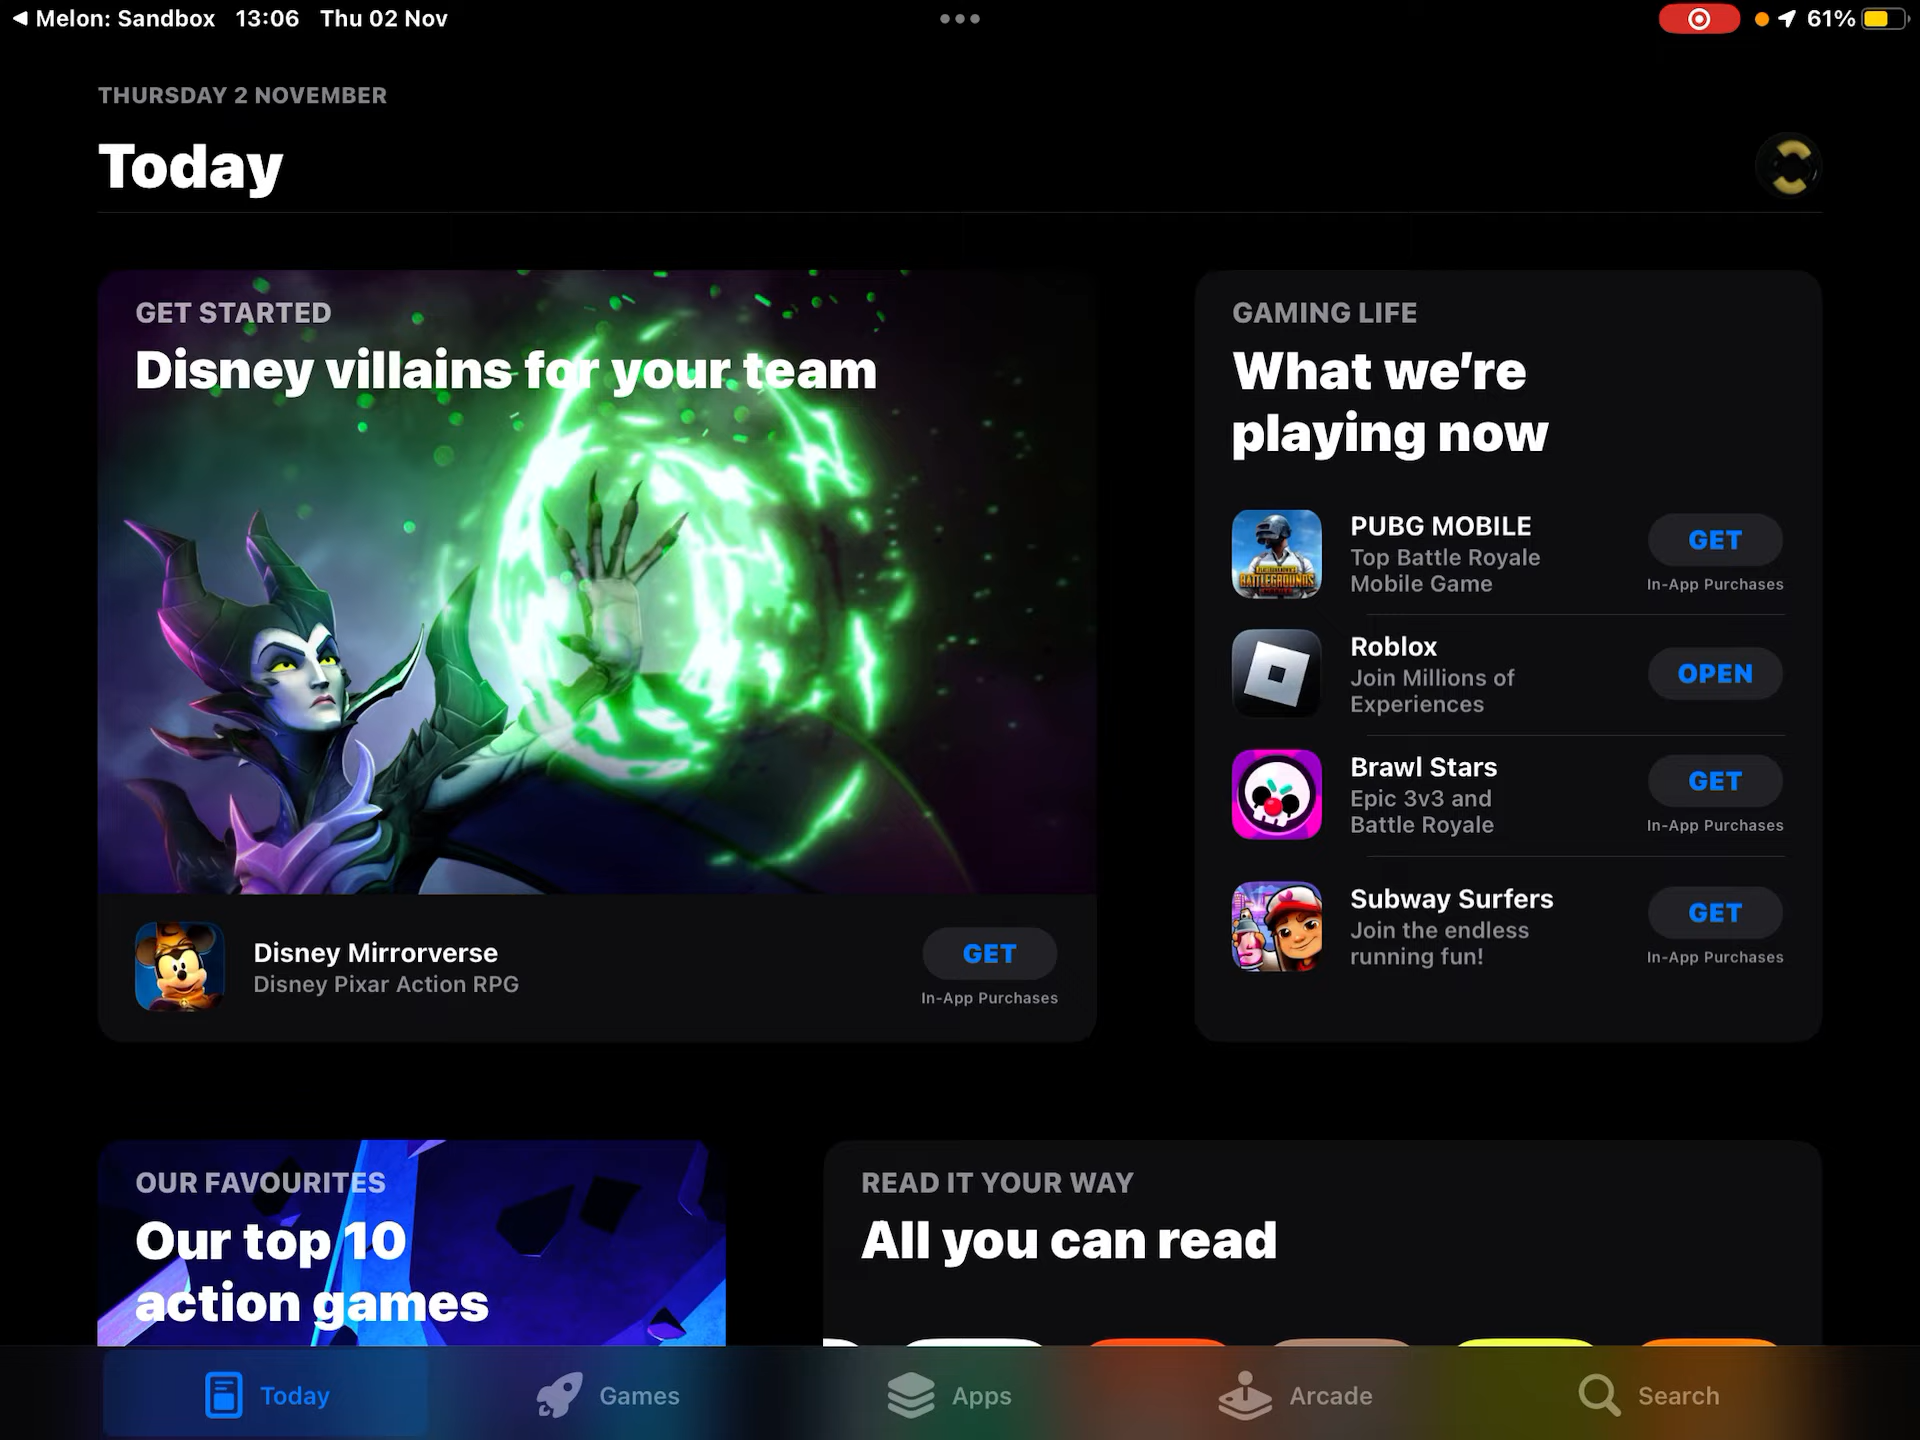 Melon: Sandbox 13:06 Thu 02 Nov
61%
THURSDAY 2 NOVEMBER
Today
GET STARTED
Disney villains for your team
Disney Mirrorverse
Disney Pixar Action RPG
GET
In-App Purchases
GAMING LIFE
What we’re
playing now
PUBG MOBILE
Top Battle Royale
Mobile Game
GET
In-App Purchases
Roblox
Join Millions of
Experiences
OPEN
Brawl Stars
Epic 3v3 and
Battle Royale
GET
In-App Purchases
Subway Surfers
Join the endless
running fun!
GET
In-App Purchases
OUR FAVOURITES
Our top 10
action games
READ IT YOUR WAY
All you can read
Today
Games
Apps
Arcade
Search